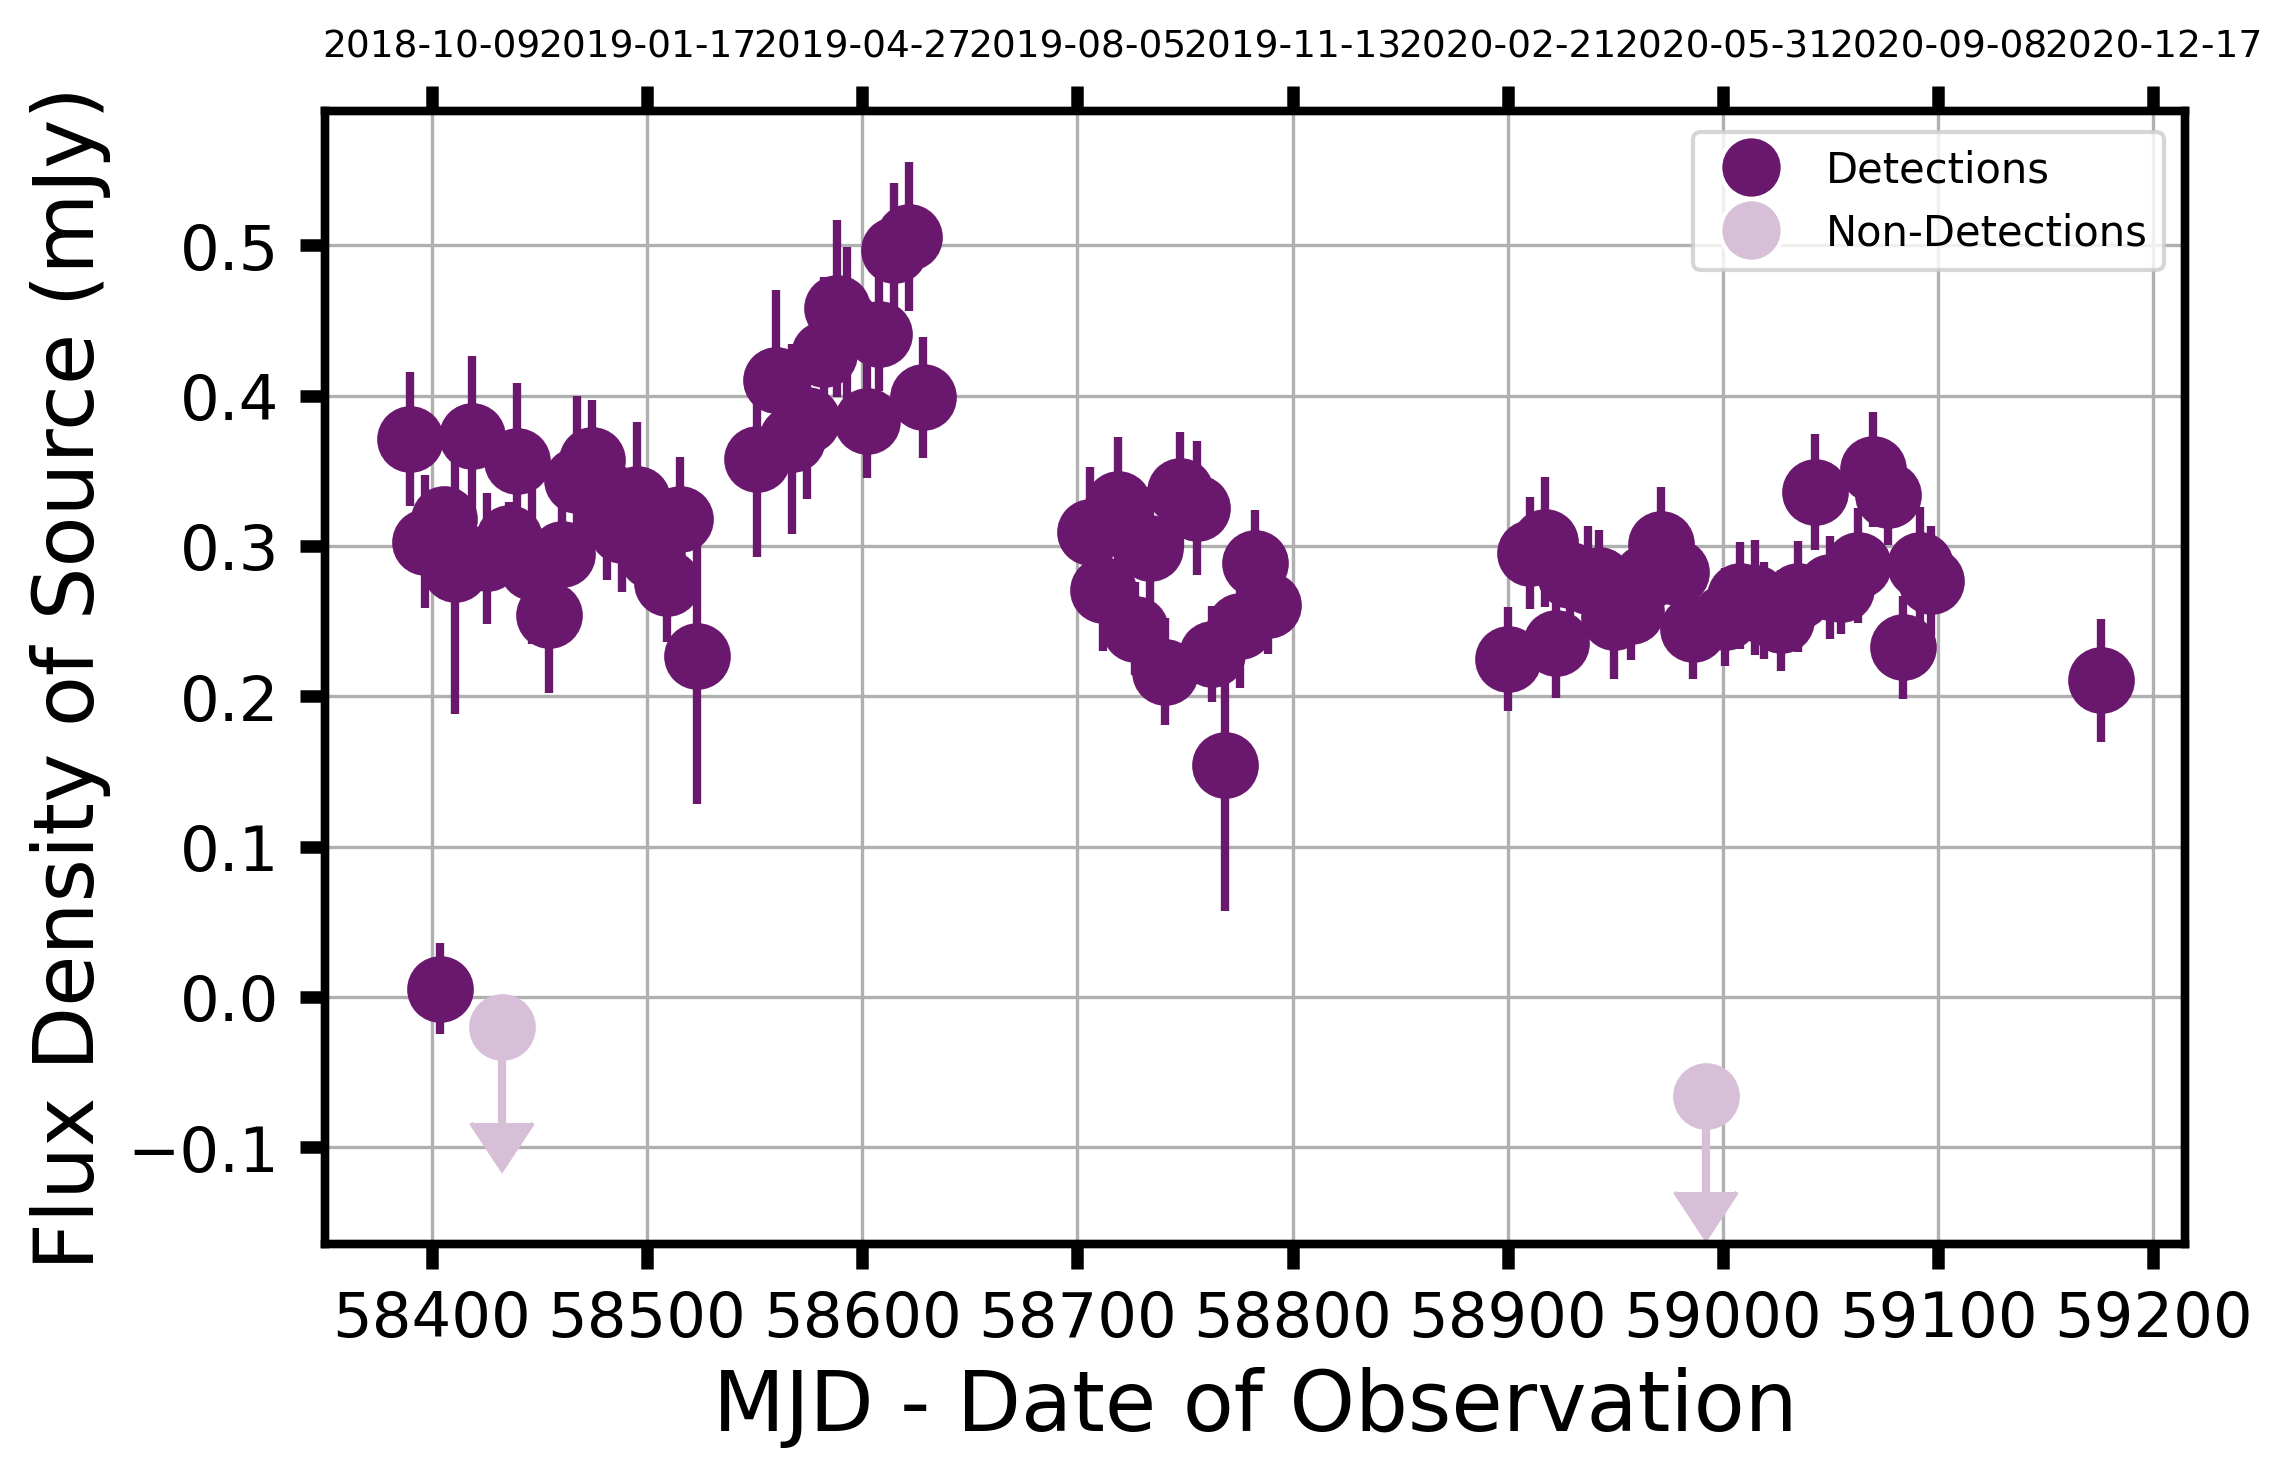 2018-10-09 2019-01-17 2019-04-27 2019-08-05 2019-11-13 2020-02-21 2020-05-31 2020-09-08 2020-12-17
Detections
Non-Detections
Flux Density of Source (mJy)
0.5
0.4
0.3
0.2
0.1
0.0
−0.1
58400 58500 58600 58700 58800 58900 59000 59100 59200
MJD - Date of Observation